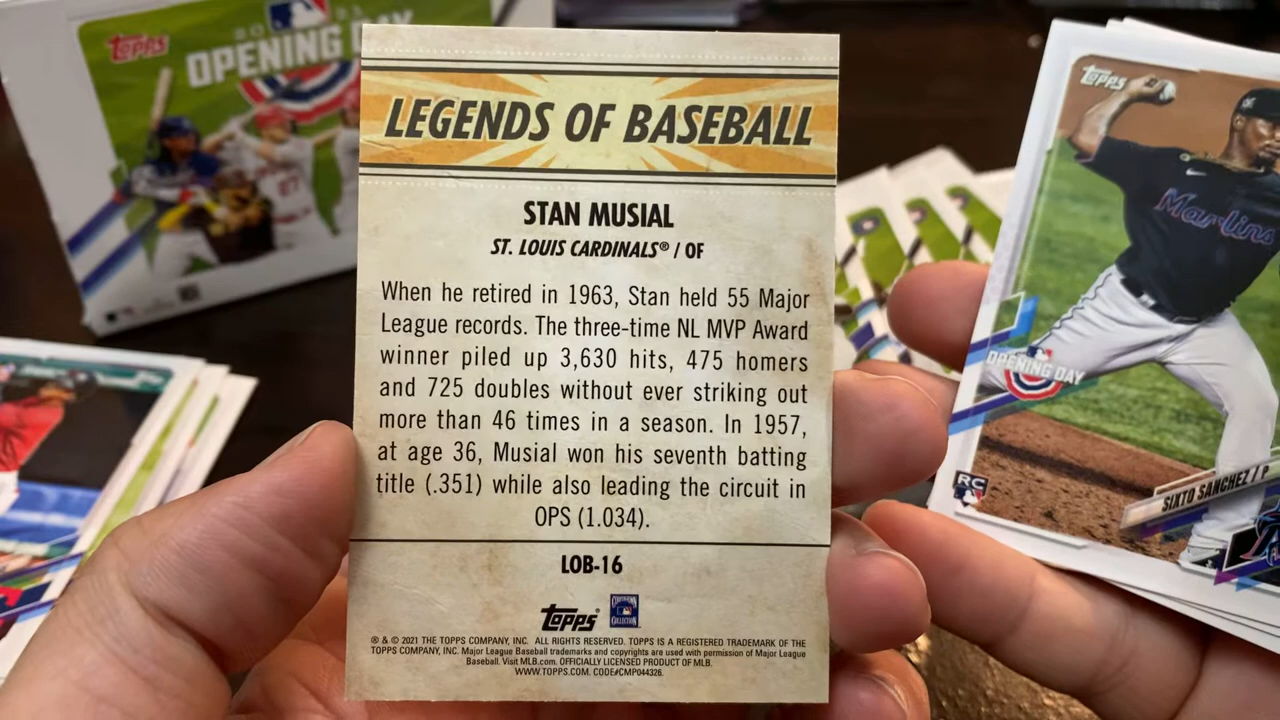 topps
2021
OPENING DAY
LEGENDS OF BASEBALL
STAN MUSIAL
ST. LOUIS CARDINALS® / OF
When he retired in 1963, Stan held 55 Major
League records. The three-time NL MVP Award
winner piled up 3,630 hits, 475 homers
and 725 doubles without ever striking out
more than 46 times in a season. In 1957,
at age 36, Musial won his seventh batting
title (.351) while also leading the circuit in
OPS (1.034).
LOB-16
topps®
COOPERSTOWN
COLLECTION
® & © 2021 THE TOPPS COMPANY, INC. ALL RIGHTS RESERVED. TOPPS IS A REGISTERED TRADEMARK OF THE
TOPPS COMPANY, INC. Major League Baseball trademarks and copyrights are used with permission of Major League
Baseball. Visit MLB.com. OFFICIALLY LICENSED PRODUCT OF MLB.
WWW.TOPPS.COM. CODE#CMP044326.
topps
Marlins
OPENING DAY
RC
SIXTO SANCHEZ / P